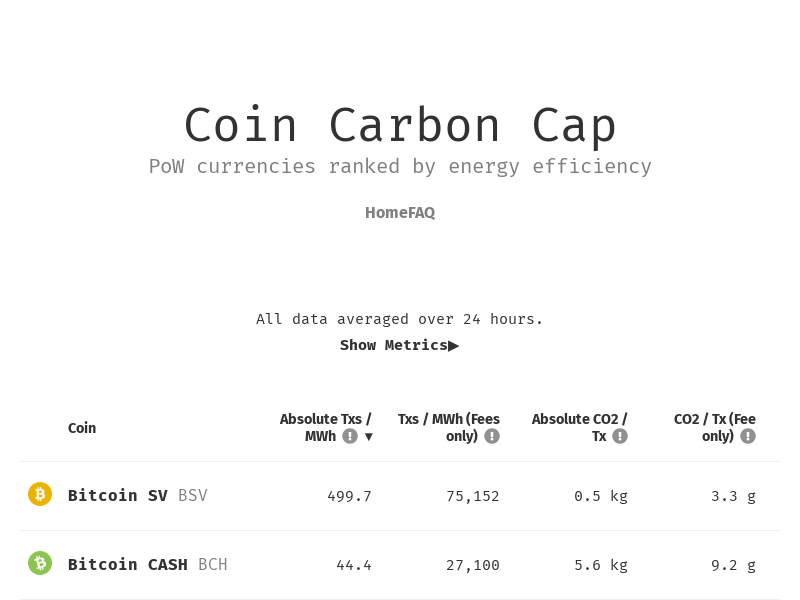 Coin Carbon Cap
PoW currencies ranked by energy efficiency
HomeFAQ
All data averaged over 24 hours.
Show Metrics▶
Coin
Absolute Txs /
MWh ! ▼
Txs / MWh (Fees
only) !
Absolute CO2 /
Tx !
CO2 / Tx (Fee
only) !
Bitcoin SV BSV 499.7 75,152 0.5 kg 3.3 g
Bitcoin CASH BCH 44.4 27,100 5.6 kg 9.2 g